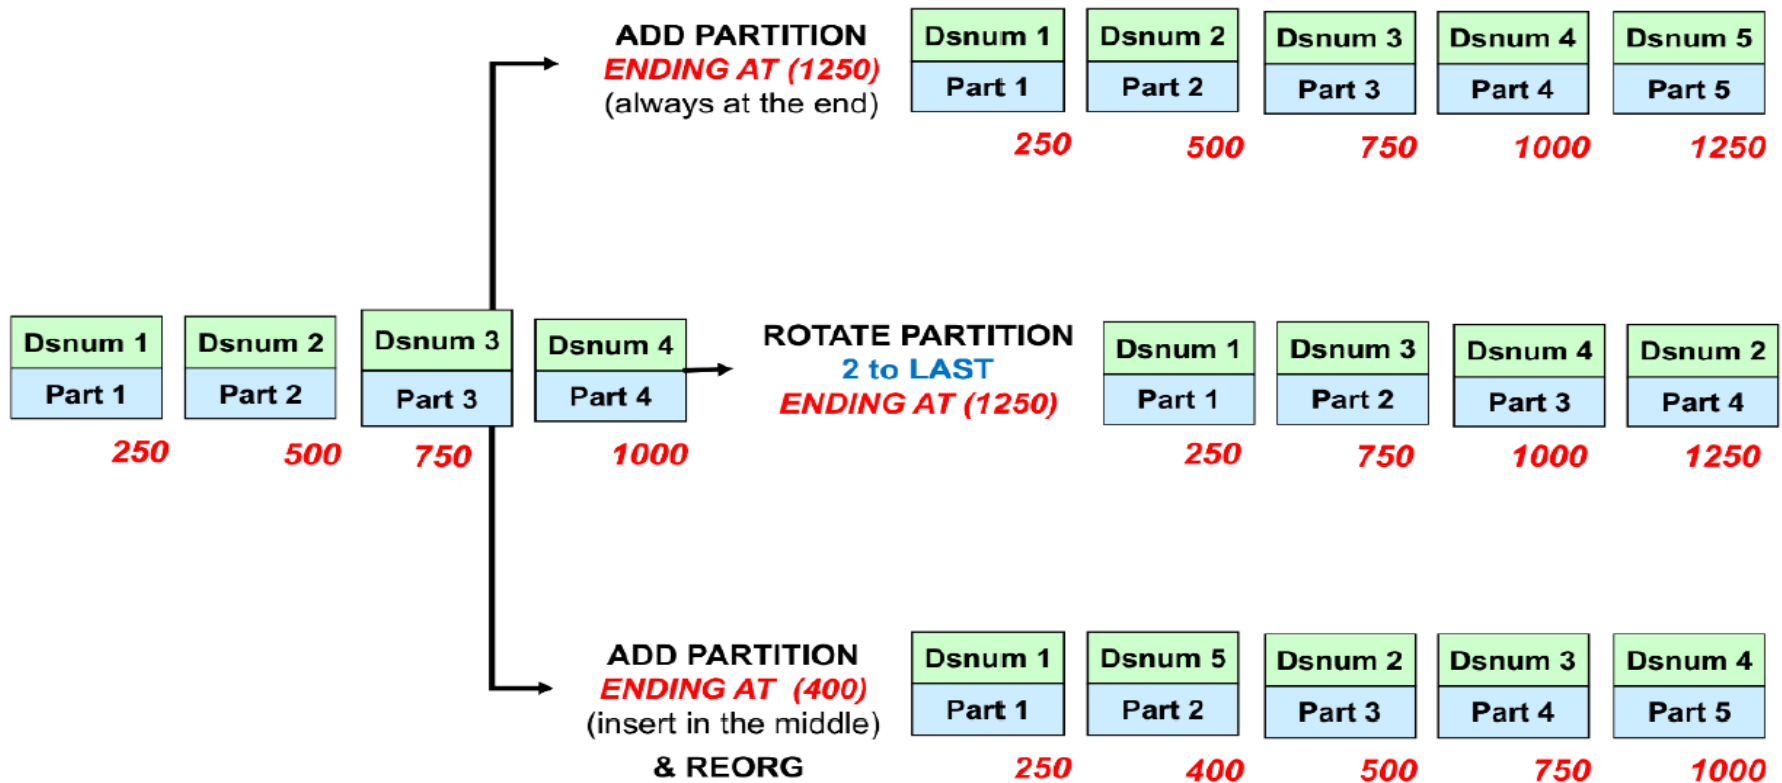 ADD PARTITION
ENDING AT (1250)
(always at the end)
Dsnum 1 Dsnum 2 Dsnum 3 Dsnum 4 Dsnum 5
Part 1 Part 2 Part 3 Part 4 Part 5
250 500 750 1000 1250
Dsnum 1 Dsnum 2 Dsnum 3 Dsnum 4
Part 1 Part 2 Part 3 Part 4
250 500 750 1000
ROTATE PARTITION
2 to LAST
ENDING AT (1250)
Dsnum 1 Dsnum 3 Dsnum 4 Dsnum 2
Part 1 Part 2 Part 3 Part 4
250 750 1000 1250
ADD PARTITION
ENDING AT (400)
(insert in the middle)
& REORG
Dsnum 1 Dsnum 5 Dsnum 2 Dsnum 3 Dsnum 4
Part 1 Part 2 Part 3 Part 4 Part 5
250 400 500 750 1000